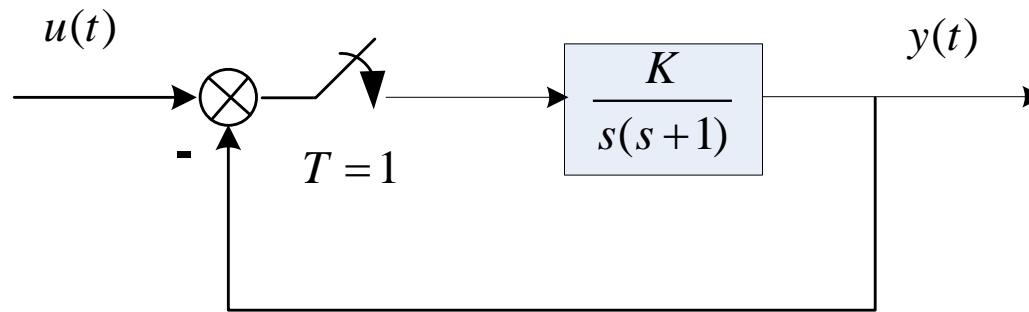 u(t)
y(t)
K
s(s+1)
-
T = 1